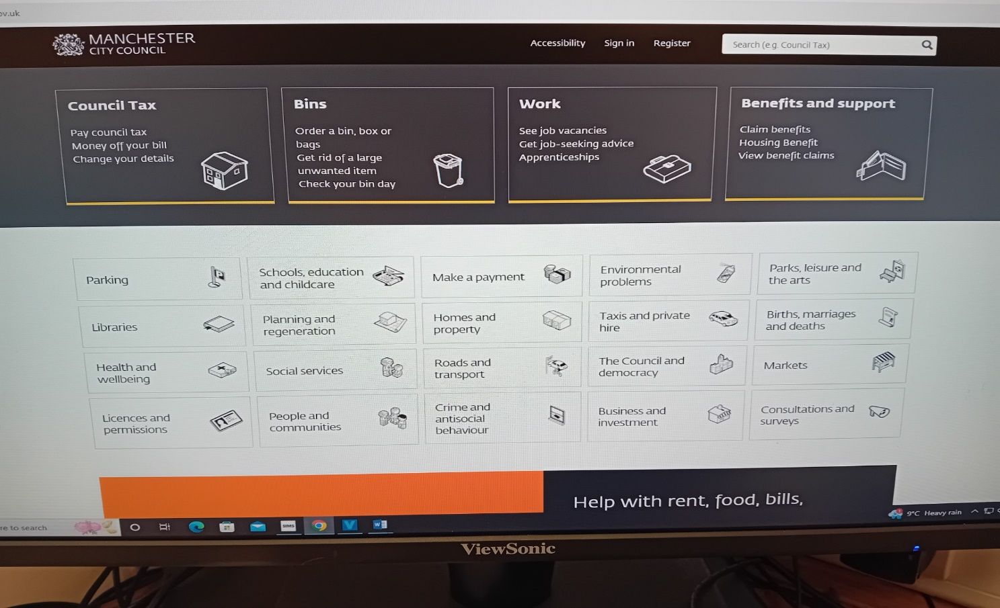 ov.uk
MANCHESTER
CITY COUNCIL
Accessibility
Sign in
Register
Search (e.g. Council Tax)
Council Tax
Pay council tax
Money off your bill
Change your details
Bins
Order a bin, box or
bags
Get rid of a large
unwanted item
Check your bin day
Work
See job vacancies
Get job-seeking advice
Apprenticeships
Benefits and support
Claim benefits
Housing Benefit
View benefit claims
Parking
Schools, education
and childcare
Make a payment
Environmental
problems
Parks, leisure and
the arts
Libraries
Planning and
regeneration
Homes and
property
Taxis and private
hire
Births, marriages
and deaths
Health and
wellbeing
Social services
Roads and
transport
The Council and
democracy
Markets
Licences and
permissions
People and
communities
Crime and
antisocial
behaviour
Business and
investment
Consultations and
surveys
Help with rent, food, bills,
re to search
SIMS
9°C Heavy rain
ViewSonic